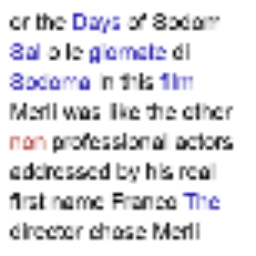 or the Days of Sodom
Salò o le giornate di
Sodoma in this film
Merli was like the other
non professional actors
addressed by his real
first name Franco The
director chose Merli